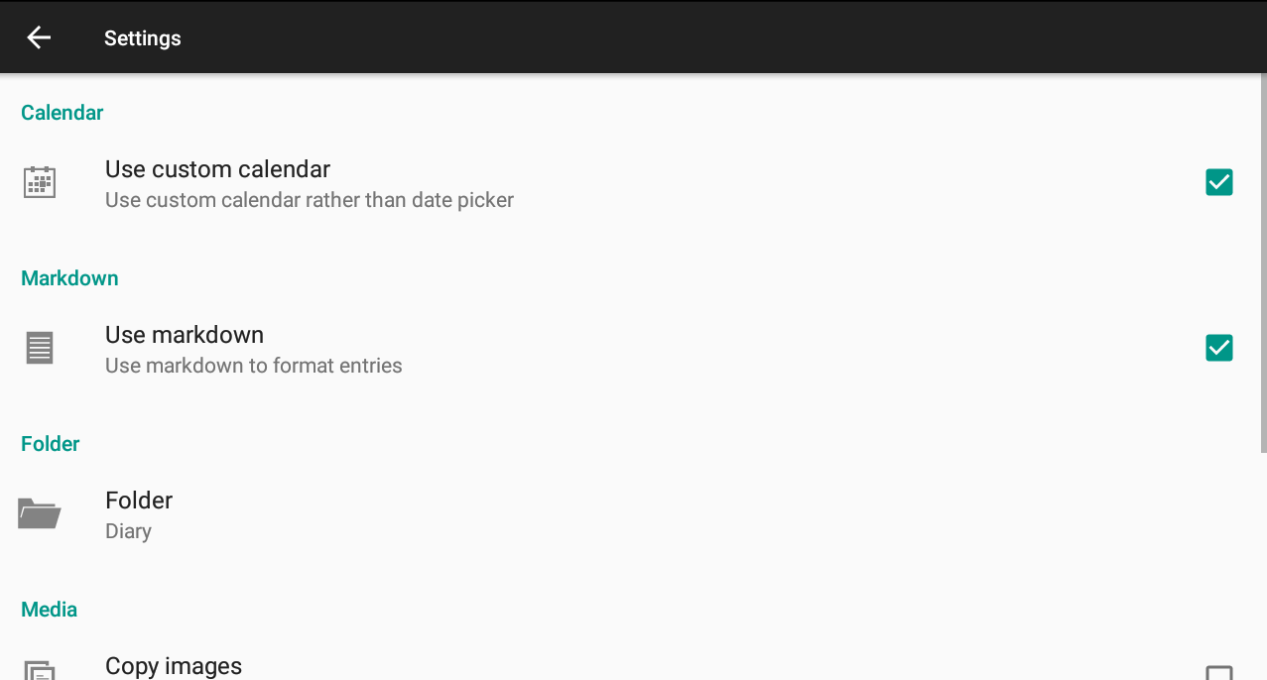 Settings
Calendar
Use custom calendar
Use custom calendar rather than date picker
Markdown
Use markdown
Use markdown to format entries
Folder
Folder
Diary
Media
Copy images